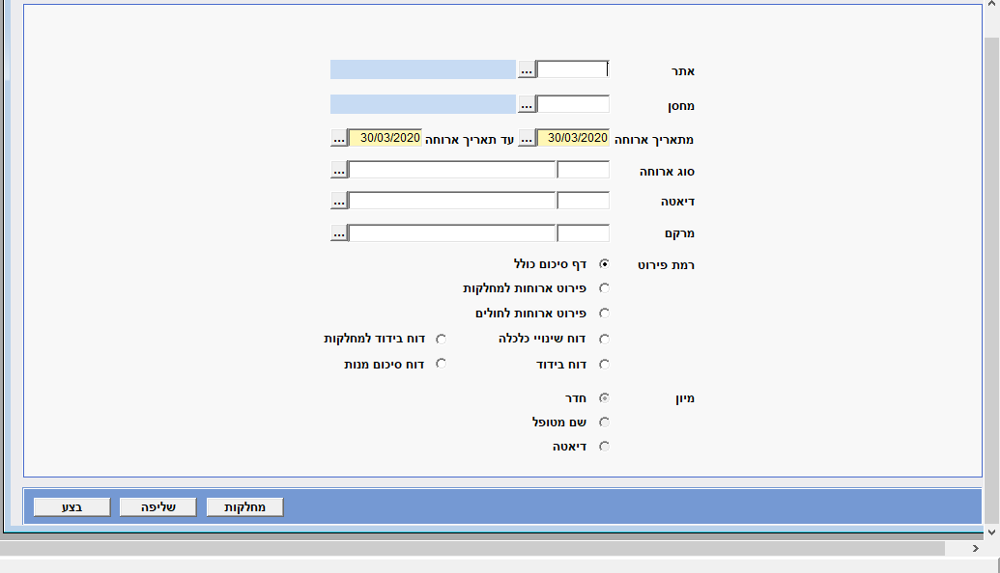 אתר ...
מחסן ...
מתאריך ארוחה 30/03/2020 ... עד תאריך ארוחה 30/03/2020 ...
סוג ארוחה ...
דיאטה ...
מרקם ...
רמת פירוט דף סיכום כולל
פירוט ארוחות למחלקות
פירוט ארוחות לחולים
דוח שינויי כלכלה דוח בידוד למחלקות
דוח בידוד דוח סיכום מנות
מיון חדר
שם מטופל
דיאטה
מחלקות שליפה בצע